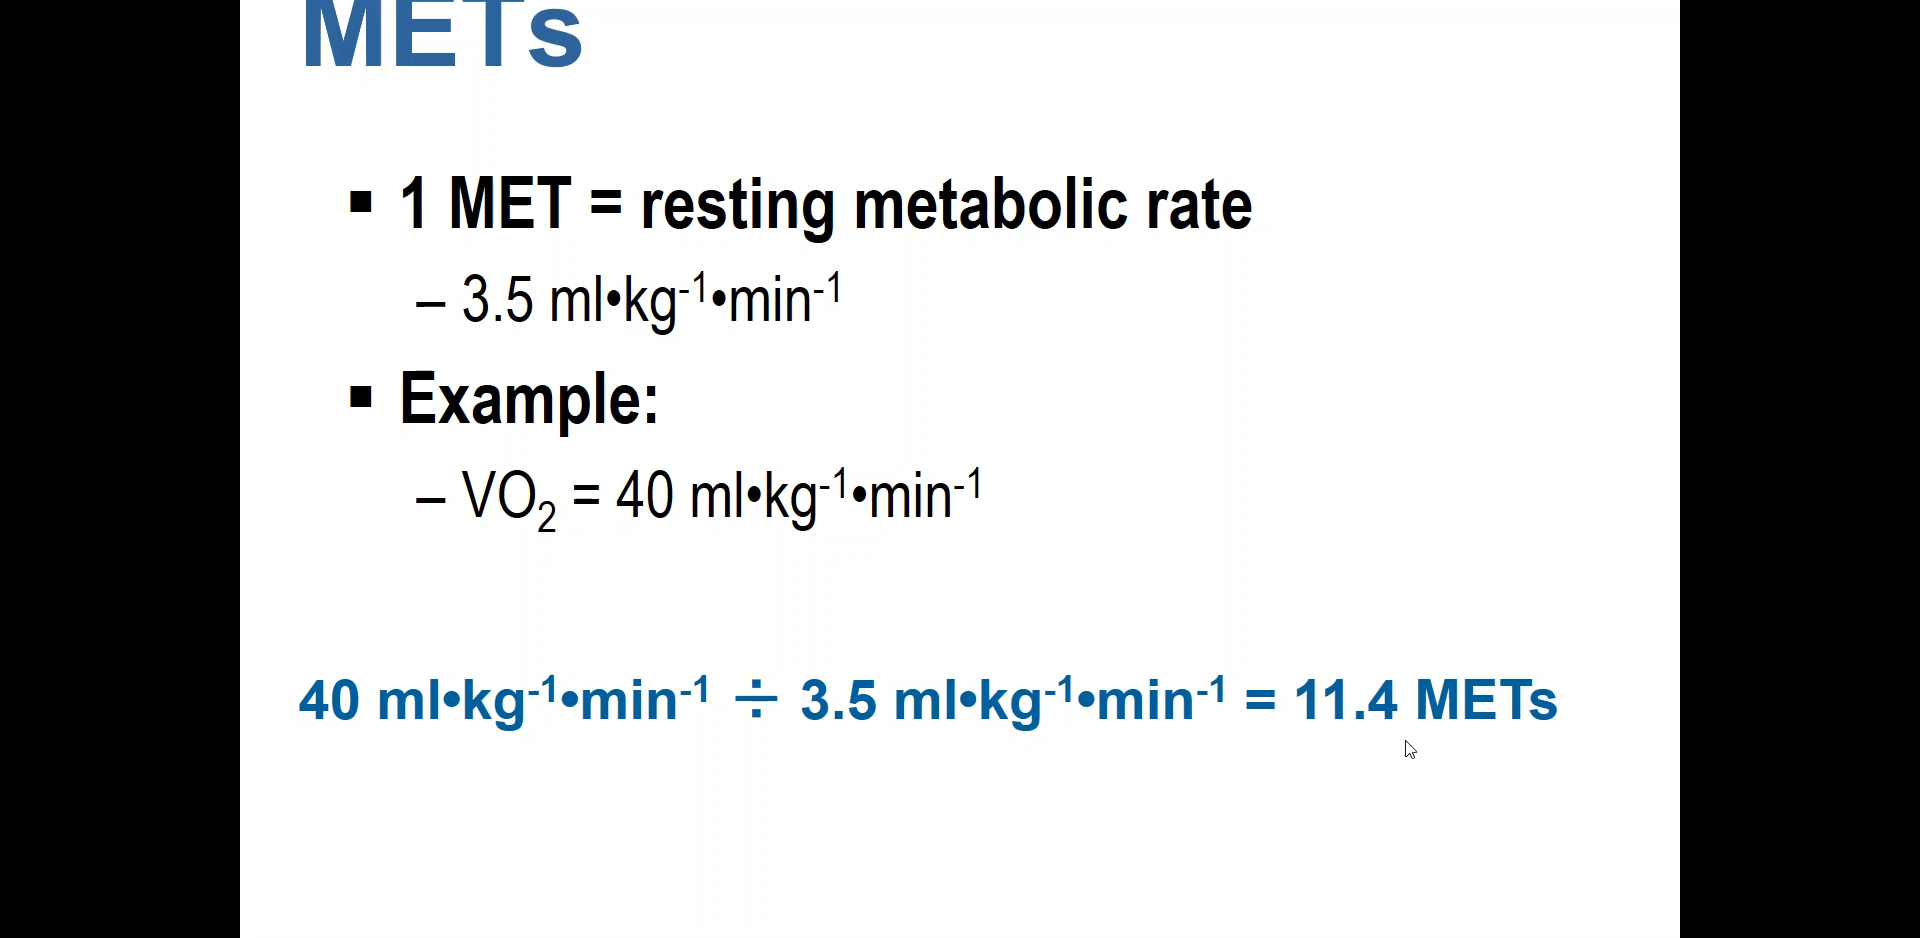 METs
▪ 1 MET = resting metabolic rate
– 3.5 ml•kg⁻¹•min⁻¹
▪ Example:
– VO₂ = 40 ml•kg⁻¹•min⁻¹
40 ml•kg⁻¹•min⁻¹ ÷ 3.5 ml•kg⁻¹•min⁻¹ = 11.4 METs